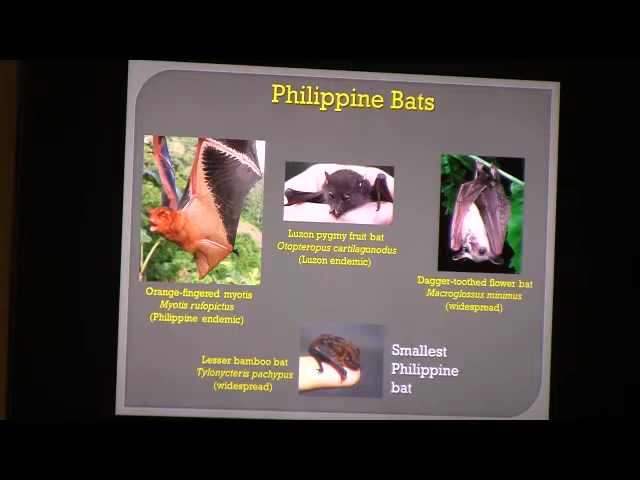 Philippine Bats
Orange-fingered myotis
Myotis rufopictus
(Philippine endemic)
Luzon pygmy fruit bat
Otopteropus cartilagonodus
(Luzon endemic)
Dagger-toothed flower bat
Macroglossus minimus
(widespread)
Lesser bamboo bat
Tylonycteris pachypus
(widespread)
Smallest
Philippine
bat